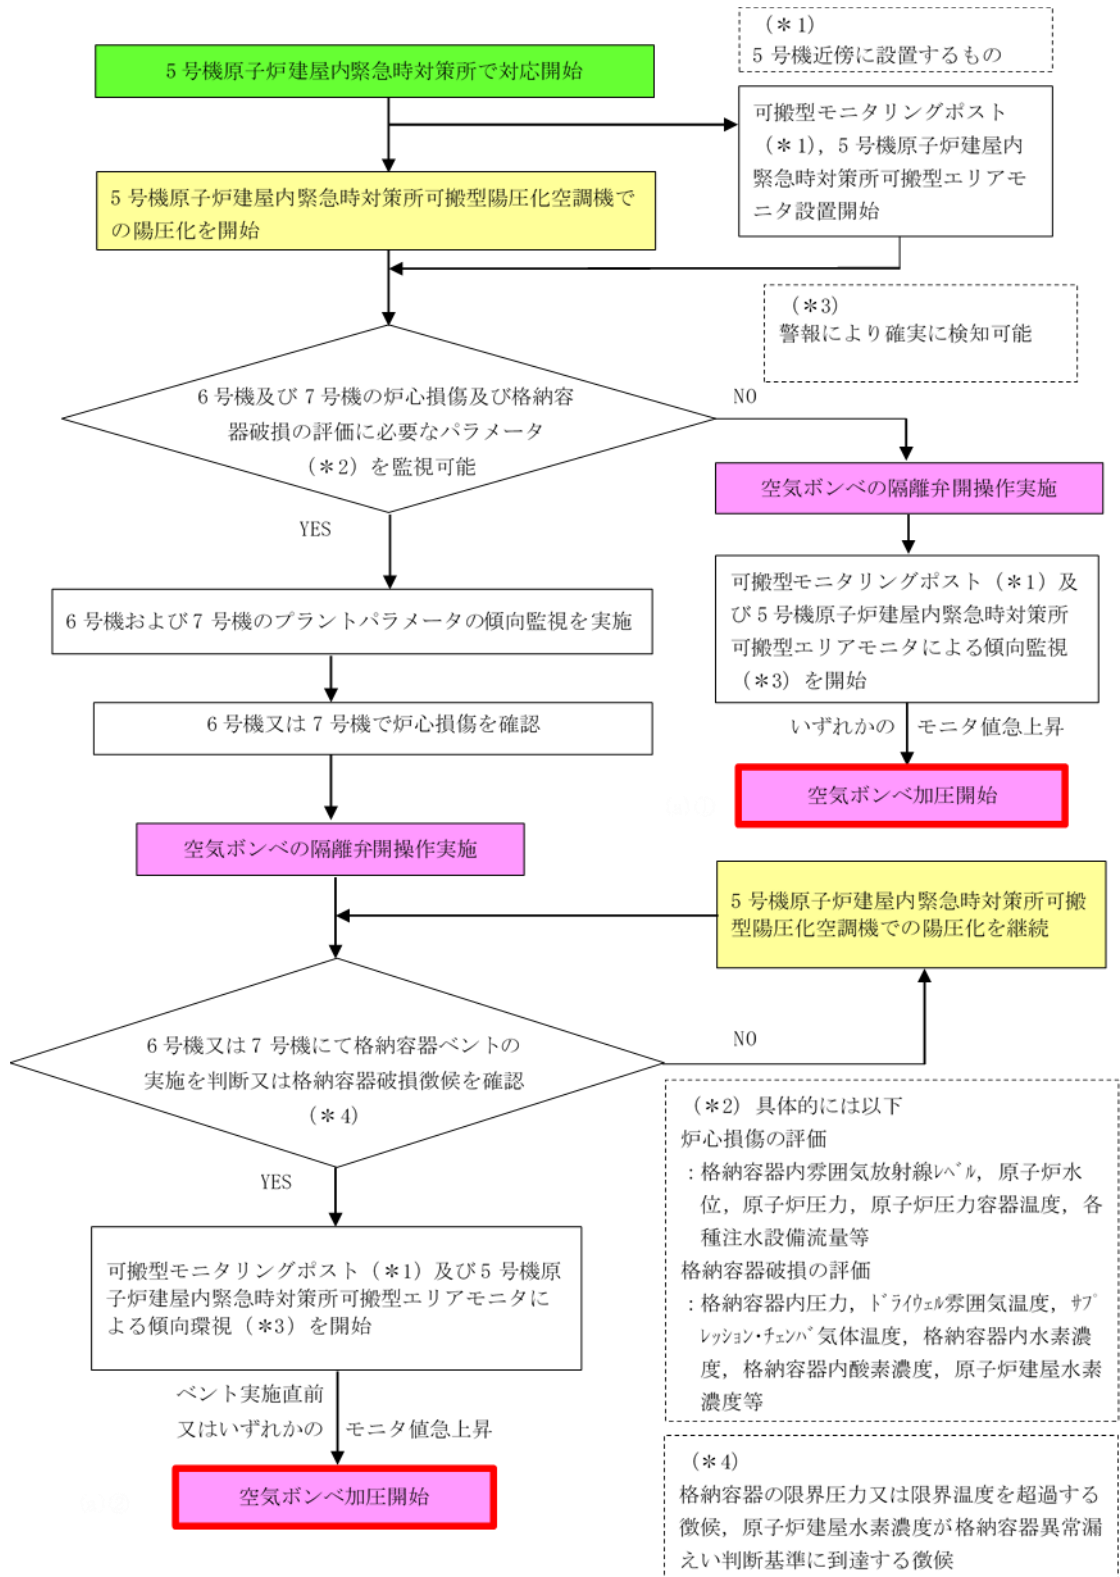 (*1)
5号機近傍に設置するもの
5号機原子炉建屋内緊急時対策所で対応開始
可搬型モニタリングポスト
(*1), 5号機原子炉建屋内
緊急時対策所可搬型エリアモ
ニタ設置開始
5号機原子炉建屋内緊急時対策所可搬型陽圧化空調機で
の陽圧化を開始
(*3)
警報により確実に検知可能
6号機及び7号機の炉心損傷及び格納容
器破損の評価に必要なパラメータ
(*2)を監視可能
NO
YES
空気ボンベの隔離弁開操作実施
可搬型モニタリングポスト(*1)及
び5号機原子炉建屋内緊急時対策所
可搬型エリアモニタによる傾向監視
(*3)を開始
6号機および7号機のプラントパラメータの傾向監視を実施
6号機又は7号機で炉心損傷を確認
いずれかの モニタ値急上昇
空気ボンベ加圧開始
空気ボンベの隔離弁開操作実施
5号機原子炉建屋内緊急時対策所可搬
型陽圧化空調機での陽圧化を継続
6号機又は7号機にて格納容器ベントの
実施を判断又は格納容器破損徴候を確認
(*4)
NO
YES
(*2)具体的には以下
炉心損傷の評価
:格納容器内雰囲気放射線ﾚﾍﾞﾙ, 原子炉水
位, 原子炉圧力, 原子炉圧力容器温度, 各
種注水設備流量等
格納容器破損の評価
:格納容器内圧力, ﾄﾞﾗｲｳｪﾙ雰囲気温度, ｻﾌﾟ
ﾚｯｼｮﾝ・ﾁｪﾝﾊﾞ気体温度, 格納容器内水素濃
度, 格納容器内酸素濃度, 原子炉建屋水素
濃度等
可搬型モニタリングポスト(*1)及び5号機原
子炉建屋内緊急時対策所可搬型エリアモニタに
よる傾向環視(*3)を開始
ベント実施直前
又はいずれかの モニタ値急上昇
空気ボンベ加圧開始
(*4)
格納容器の限界圧力又は限界温度を超過する
徴候, 原子炉建屋水素濃度が格納容器異常漏
えい判断基準に到達する徴候